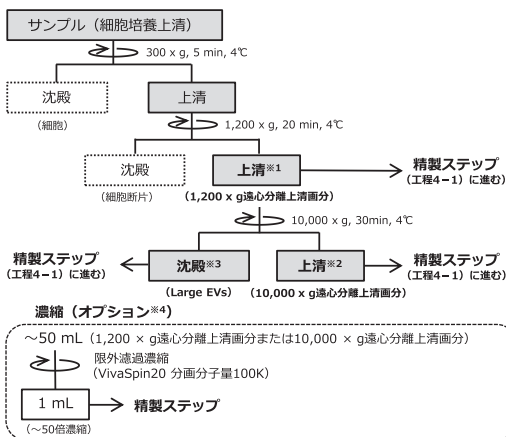 サンプル（細胞培養上清）
300 x g, 5 min, 4℃
沈殿
上清
（細胞）
1,200 x g, 20 min, 4℃
沈殿
上清※1
精製ステップ
（工程4−1）に進む
（細胞断片）
（1,200 x g遠心分離上清画分）
10,000 x g, 30min, 4℃
精製ステップ
（工程4−1）に進む
沈殿※3
上清※2
精製ステップ
（工程4−1）に進む
（Large EVs）
（10,000 x g遠心分離上清画分）
濃縮（オプション※4）
～50 mL（1,200 × g遠心分離上清画分または10,000 × g遠心分離上清画分）
限外濾過濃縮
（VivaSpin20 分画分子量100K）
1 mL
精製ステップ
（～50倍濃縮）